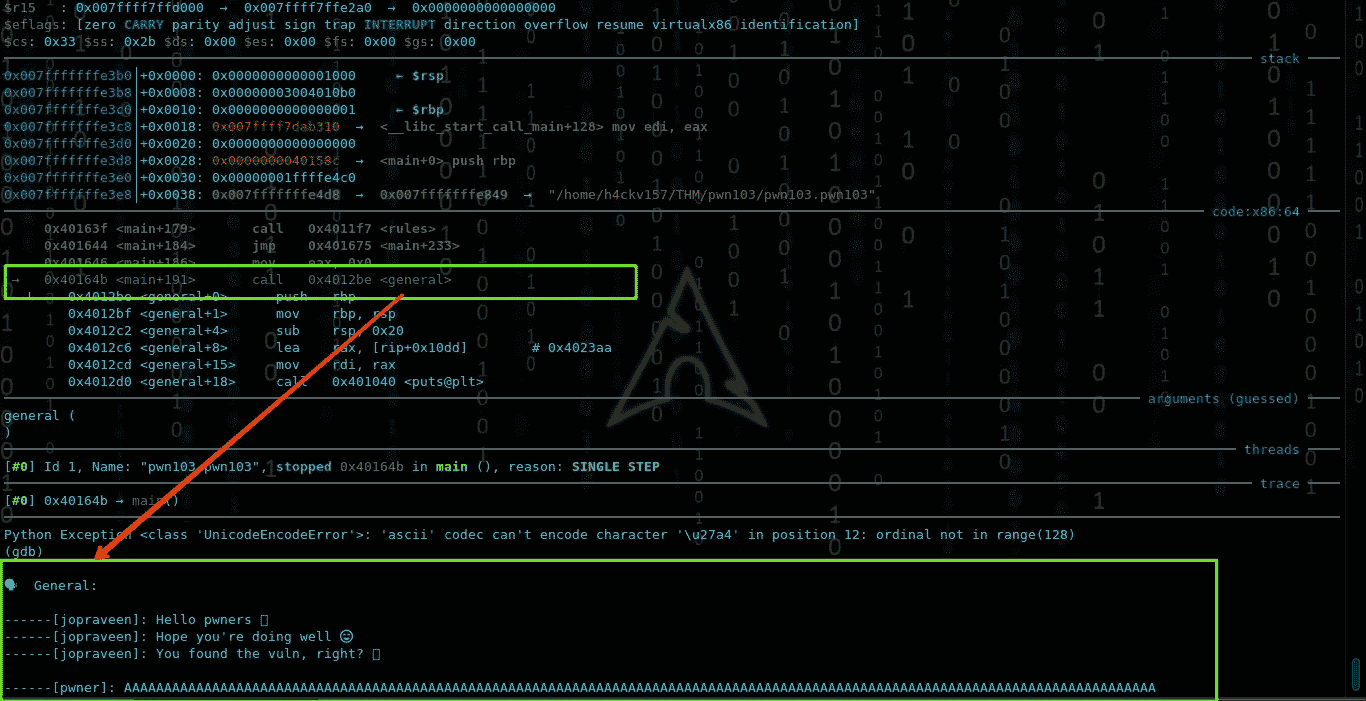 $r15   : 0x007ffff7ffd000  →  0x007ffff7ffe2a0  →  0x0000000000000000
$eflags: [zero CARRY parity adjust sign trap INTERRUPT direction overflow resume virtualx86 identification]
$cs: 0x33 $ss: 0x2b $ds: 0x00 $es: 0x00 $fs: 0x00 $gs: 0x00
stack
0x007fffffffe3b0│+0x0000: 0x0000000000001000     ← $rsp
0x007fffffffe3b8│+0x0008: 0x00000003004010b0
0x007fffffffe3c0│+0x0010: 0x0000000000000001     ← $rbp
0x007fffffffe3c8│+0x0018: 0x007ffff7dab310  →  <__libc_start_call_main+128> mov edi, eax
0x007fffffffe3d0│+0x0020: 0x0000000000000000
0x007fffffffe3d8│+0x0028: 0x0000000040158c  →  <main+0> push rbp
0x007fffffffe3e0│+0x0030: 0x00000001ffffe4c0
0x007fffffffe3e8│+0x0038: 0x007fffffffe4d8  →  0x007fffffffe849  →  "/home/h4ckv157/THM/pwn103/pwn103.pwn103"
code:x86:64
0x40163f <main+179>       call   0x4011f7 <rules>
0x401644 <main+184>       jmp    0x401675 <main+233>
0x401646 <main+186>       mov    eax, 0x0
→   0x40164b <main+191>       call   0x4012be <general>
↳    0x4012be <general+0>      push   rbp
0x4012bf <general+1>      mov    rbp, rsp
0x4012c2 <general+4>      sub    rsp, 0x20
0x4012c6 <general+8>      lea    rax, [rip+0x10dd]        # 0x4023aa
0x4012cd <general+15>     mov    rdi, rax
0x4012d0 <general+18>     call   0x401040 <puts@plt>
arguments (guessed)
general (
)
threads
[#0] Id 1, Name: "pwn103.pwn103", stopped 0x40164b in main (), reason: SINGLE STEP
trace
[#0] 0x40164b → main()
Python Exception <class 'UnicodeEncodeError'>: 'ascii' codec can't encode character '\u27a4' in position 12: ordinal not in range(128)
(gdb)
🗣  General:
------[jopraveen]: Hello pwners
------[jopraveen]: Hope you're doing well 😄
------[jopraveen]: You found the vuln, right?
------[pwner]: AAAAAAAAAAAAAAAAAAAAAAAAAAAAAAAAAAAAAAAAAAAAAAAAAAAAAAAAAAAAAAAAAAAAAAAAAAAAAAAAAAAAAAAAAAAAAAAAAAAAAAAAAAAAAAAAAAAAAAAAAAAAAAAAA